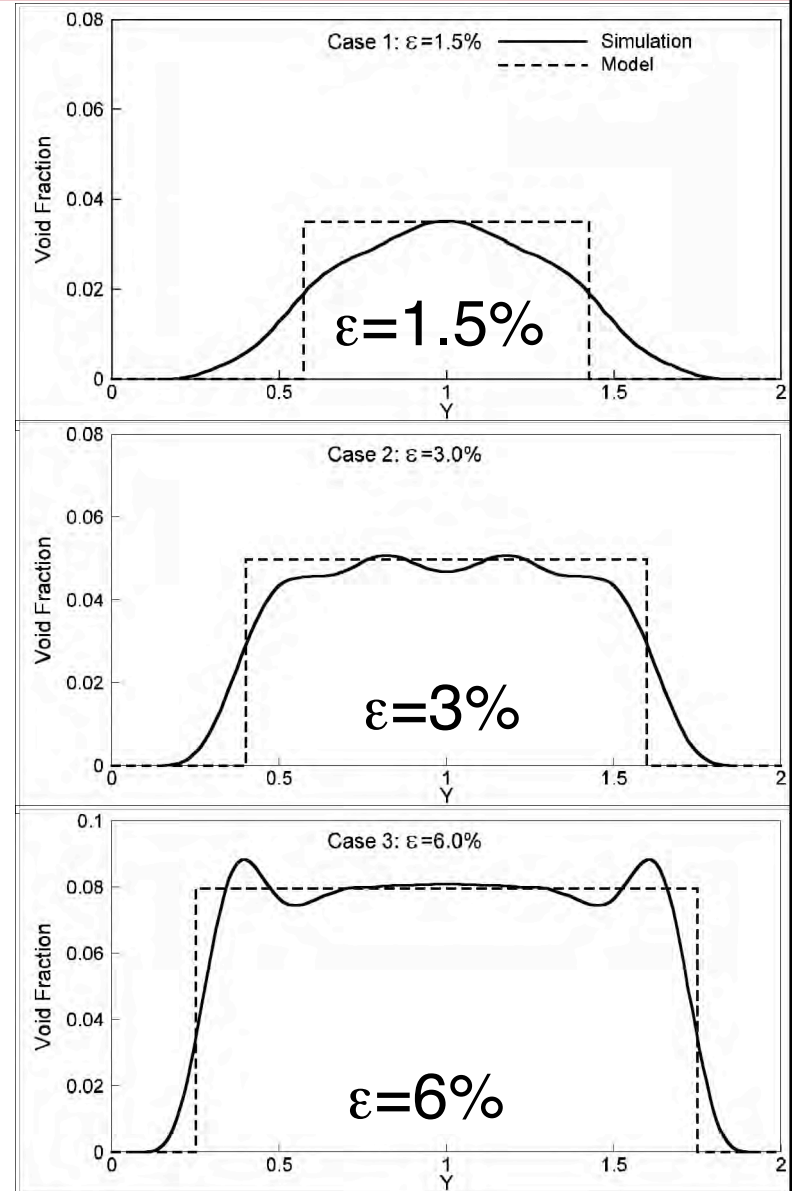 0.08
Case 1: ε=1.5%
Simulation
Model
0.06
0.04
0.02
0
Void Fraction
ε=1.5%
0
0.5
1
1.5
2
Y
0.08
Case 2: ε=3.0%
0.06
0.04
0.02
0
Void Fraction
ε=3%
0
0.5
1
1.5
2
Y
0.1
Case 3: ε=6.0%
0.08
0.06
0.04
0.02
0
Void Fraction
ε=6%
0
0.5
1
1.5
2
Y